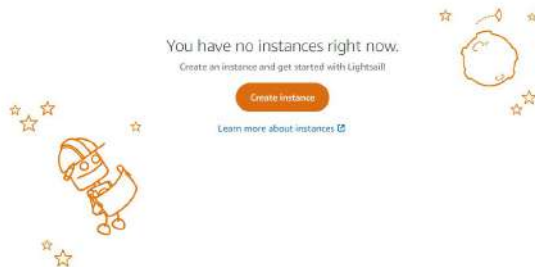 You have no instances right now.
Create an instance and get started with Lightsail!
Create instance
Learn more about instances